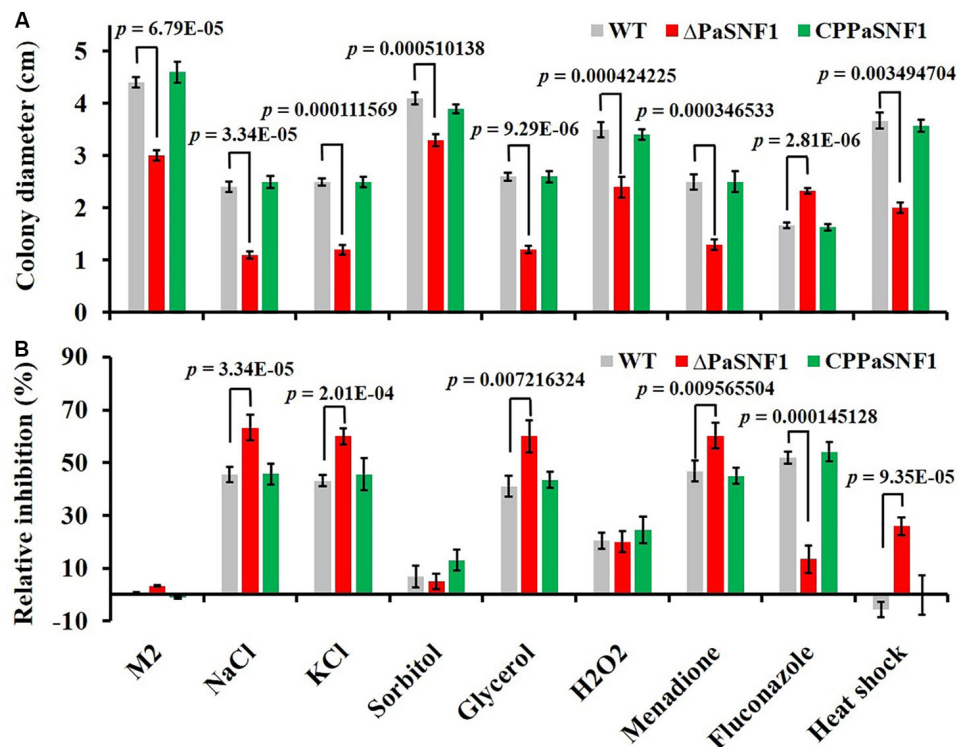 A
Colony diameter (cm)
5
4
3
2
1
0
WT ΔPaSNF1 CPPaSNF1
p = 6.79E-05
p = 3.34E-05
p = 0.000111569
p = 0.000510138
p = 9.29E-06
p = 0.000424225
p = 0.000346533
p = 2.81E-06
p = 0.003494704
B
Relative inhibition (%)
90
70
50
30
10
-10
WT ΔPaSNF1 CPPaSNF1
p = 3.34E-05
p = 2.01E-04
p = 0.007216324
p = 0.009565504
p = 0.000145128
p = 9.35E-05
M2
NaCl
KCl
Sorbitol
Glycerol
H2O2
Menadione
Fluconazole
Heat shock